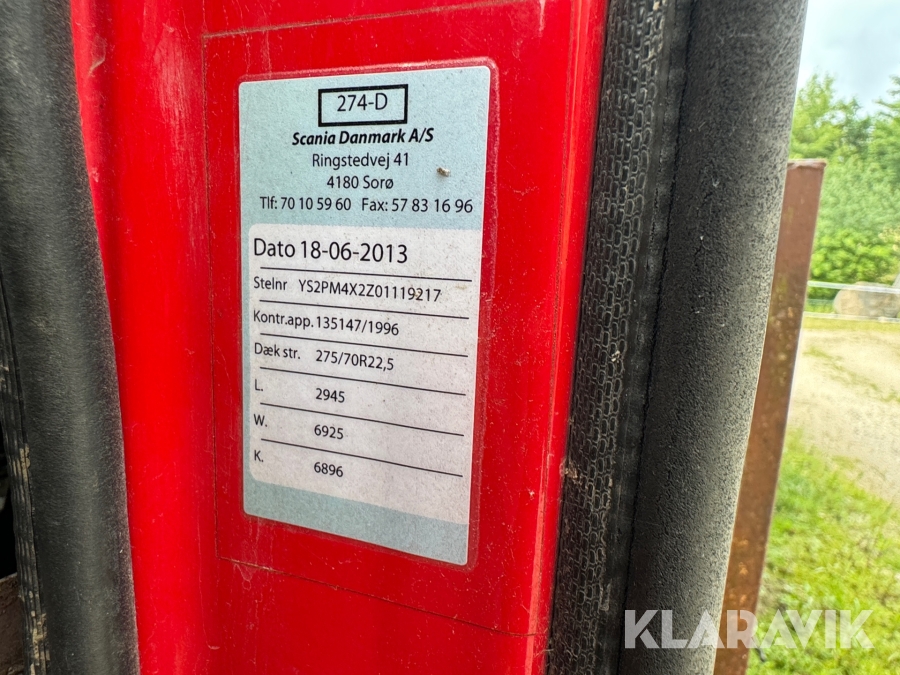 274-D
Scania Danmark A/S
Ringstedvej 41
4180 Sorø
Tlf: 70 10 59 60 Fax: 57 83 16 96
Dato 18-06-2013
Stelnr YS2PM4X2Z01119217
Kontr.app. 135147/1996
Dæk str. 275/70R22,5
L. 2945
W. 6925
K. 6896
KLARAVIK